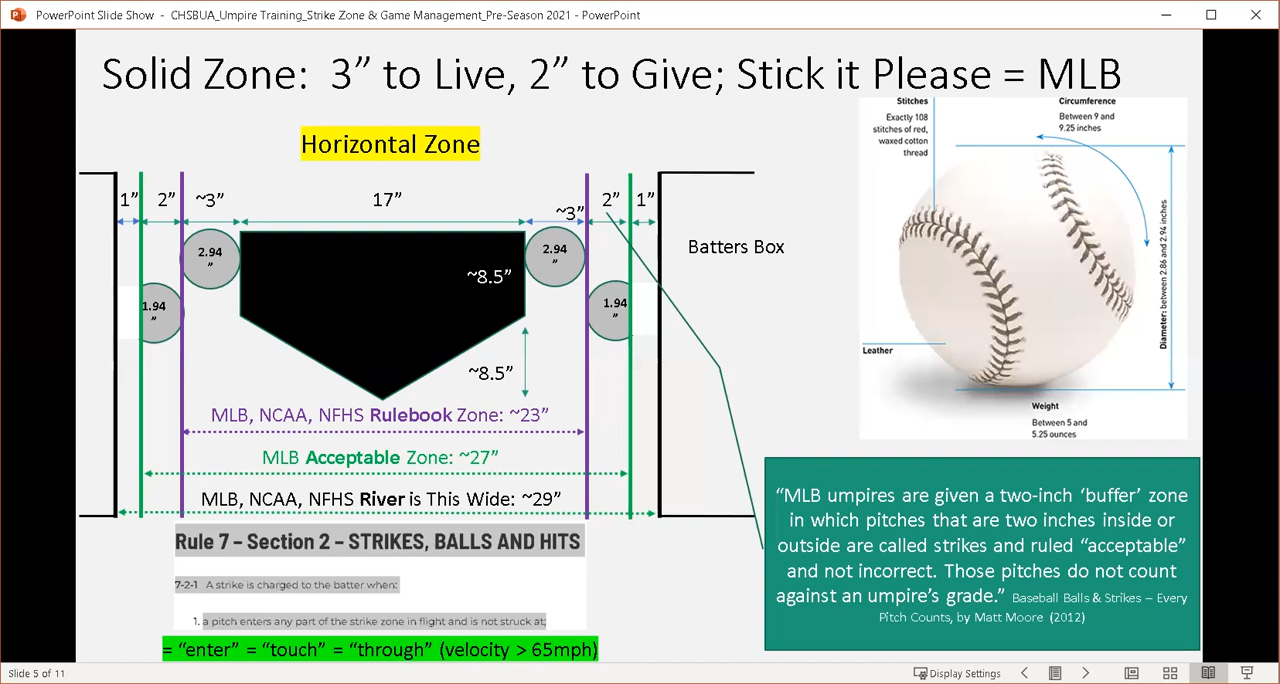 PowerPoint Slide Show - CHSBUA_Umpire Training_Strike Zone & Game Management_Pre-Season 2021 - PowerPoint
Solid Zone: 3” to Live, 2” to Give; Stick it Please = MLB
Horizontal Zone
1” 2” ~3” 17” ~3” 2” 1”
Batters Box
2.94
”
~8.5”
2.94
”
1.94
”
1.94
”
~8.5”
MLB, NCAA, NFHS Rulebook Zone: ~23”
MLB Acceptable Zone: ~27”
MLB, NCAA, NFHS River is This Wide: ~29”
Rule 7 – Section 2 – STRIKES, BALLS AND HITS
7-2-1 A strike is charged to the batter when:
1. a pitch enters any part of the strike zone in flight and is not struck at;
= “enter” = “touch” = “through” (velocity > 65mph)
Stitches
Exactly 108
stitches of red,
waxed cotton
thread
Circumference
Between 9 and
9.25 inches
Diameter: between 2.86 and 2.94 inches
Leather
Weight
Between 5 and
5.25 ounces
“MLB umpires are given a two-inch ‘buffer’ zone
in which pitches that are two inches inside or
outside are called strikes and ruled “acceptable”
and not incorrect. Those pitches do not count
against an umpire’s grade.” Baseball Balls & Strikes – Every
Pitch Counts, by Matt Moore (2012)
Slide 5 of 11
Display Settings